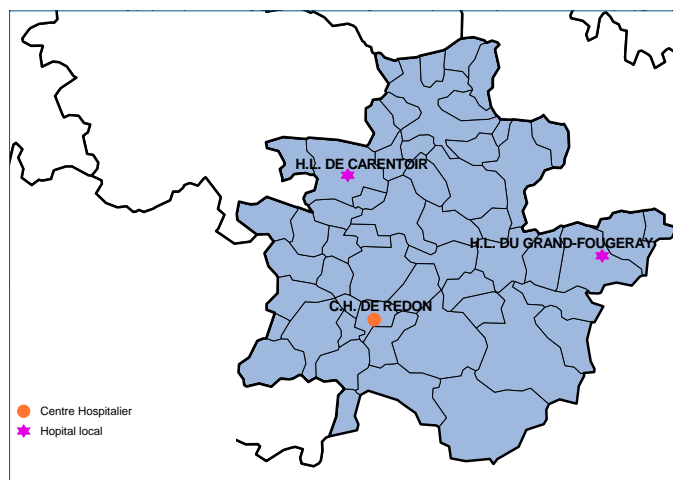 H.L. DE CARENTOIR
H.L. DU GRAND-FOUGERAY
C.H. DE REDON
Centre Hospitalier
Hopital local